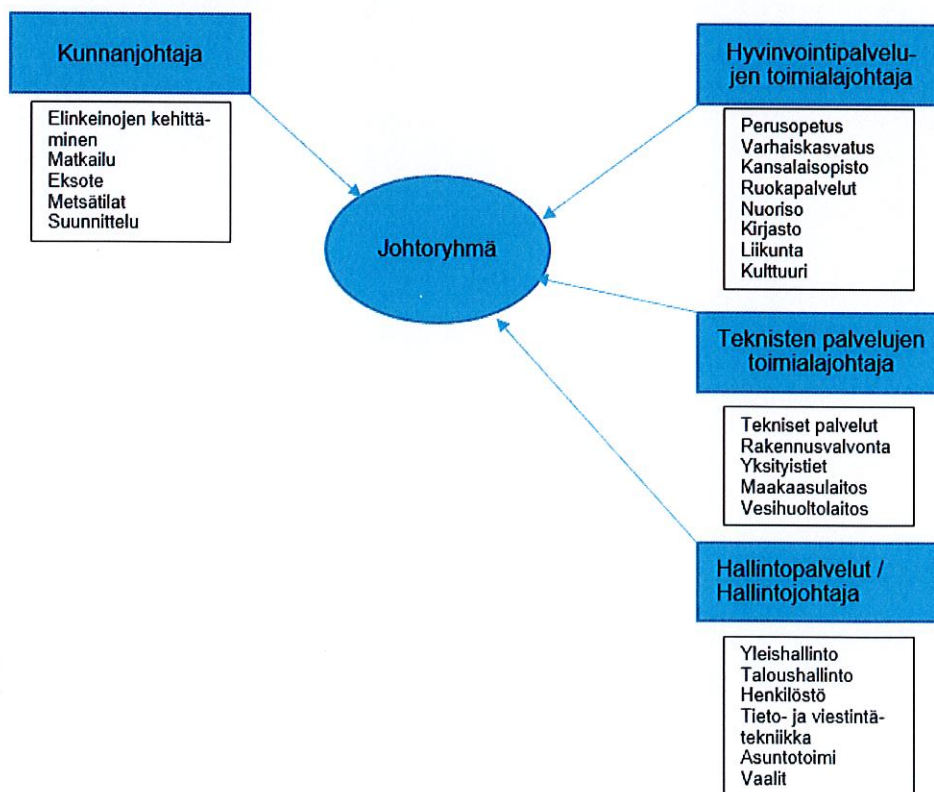 Kunnanjohtaja
Elinkeinojen kehittä-
minen
Matkailu
Eksote
Metsätilat
Suunnittelu
Johtoryhmä
Hyvinvointipalvelu-
jen toimialajohtaja
Perusopetus
Varhaiskasvatus
Kansalaisopisto
Ruokapalvelut
Nuoriso
Kirjasto
Liikunta
Kulttuuri
Teknisten palvelujen
toimialajohtaja
Tekniset palvelut
Rakennusvalvonta
Yksityistiet
Maakaasulaitos
Vesihuoltolaitos
Hallintopalvelut /
Hallintojohtaja
Yleishallinto
Taloushallinto
Henkilöstö
Tieto- ja viestintä-
tekniikka
Asuntotoimi
Vaalit